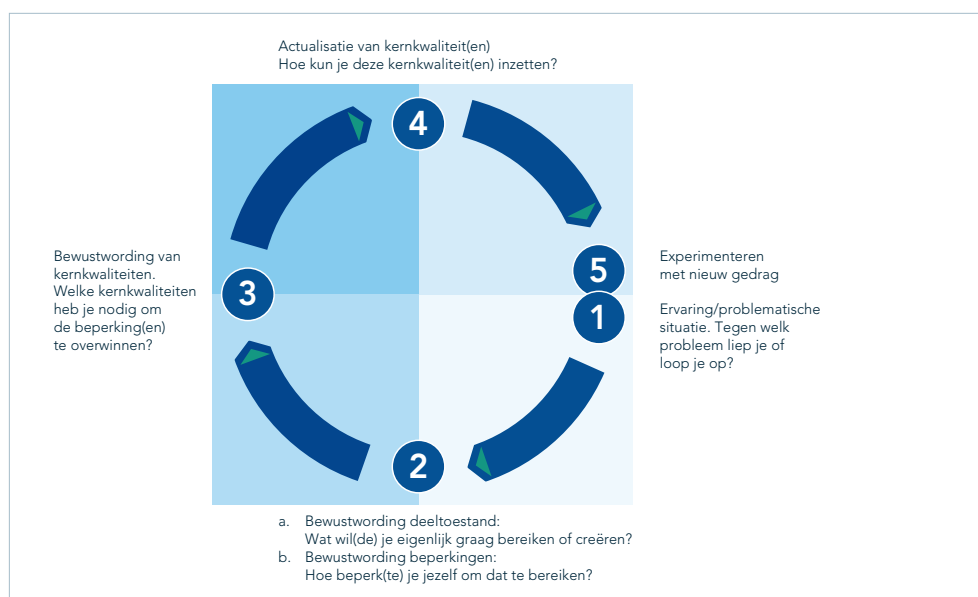 Actualisatie van kernkwaliteit(en)
Hoe kun je deze kernkwaliteit(en) inzetten?
4
Bewustwording van
kernkwaliteiten.
Welke kernkwaliteiten
heb je nodig om
de beperking(en)
te overwinnen?
3
5
Experimenteren
met nieuw gedrag
1
Ervaring/problematische
situatie. Tegen welk
probleem liep je of
loop je op?
2
a. Bewustwording deeltoestand:
Wat wil(de) je eigenlijk graag bereiken of creëren?
b. Bewustwording beperkingen:
Hoe beperk(te) je jezelf om dat te bereiken?